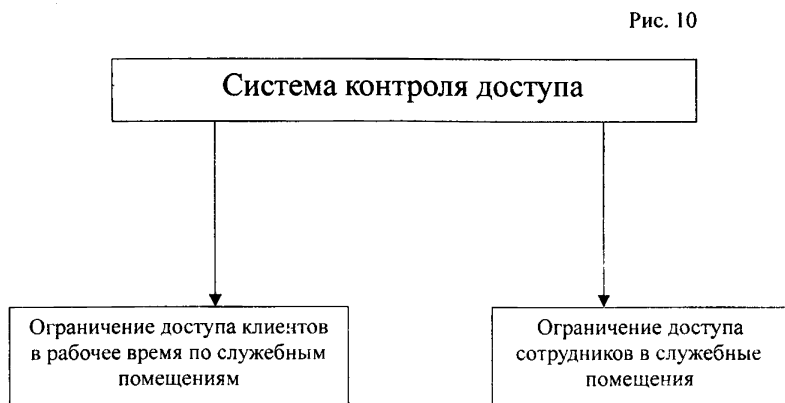 Рис. 10
Система контроля доступа
Ограничение доступа клиентов
в рабочее время по служебным
помещениям
Ограничение доступа
сотрудников в служебные
помещения